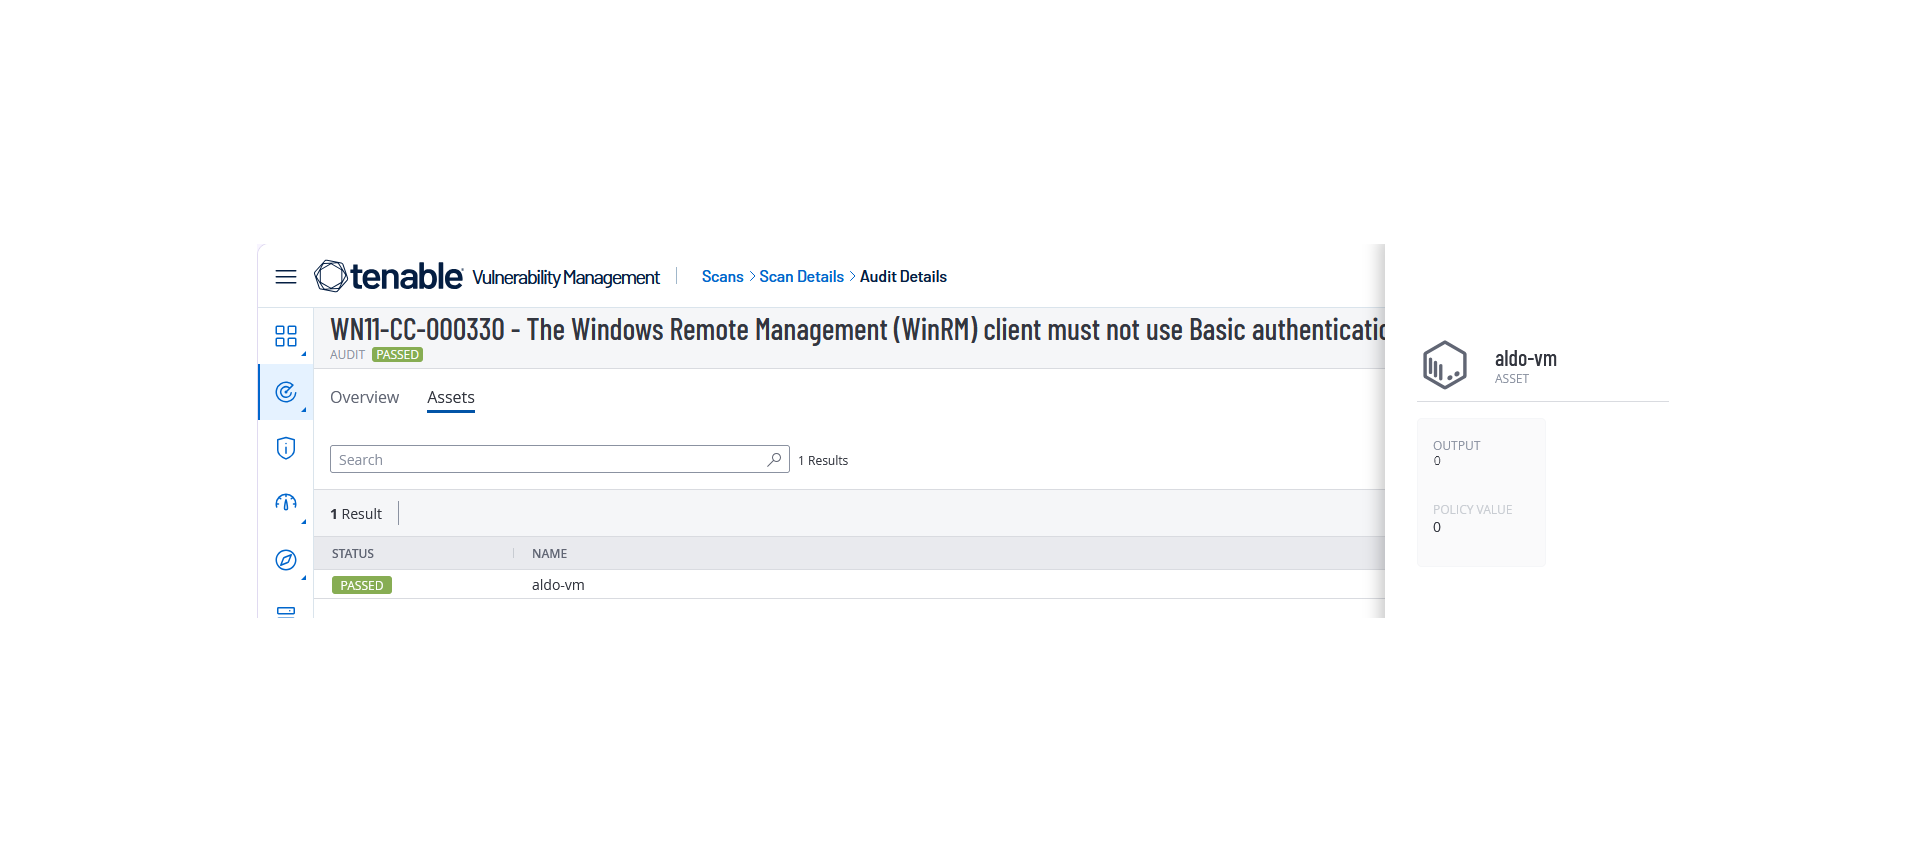 tenable Vulnerability Management Scans > Scan Details > Audit Details
WN11-CC-000330 - The Windows Remote Management (WinRM) client must not use Basic authenticatio
AUDIT PASSED
Overview Assets
Search 1 Results
1 Result
STATUS NAME
PASSED aldo-vm
aldo-vm
ASSET
OUTPUT
0
POLICY VALUE
0